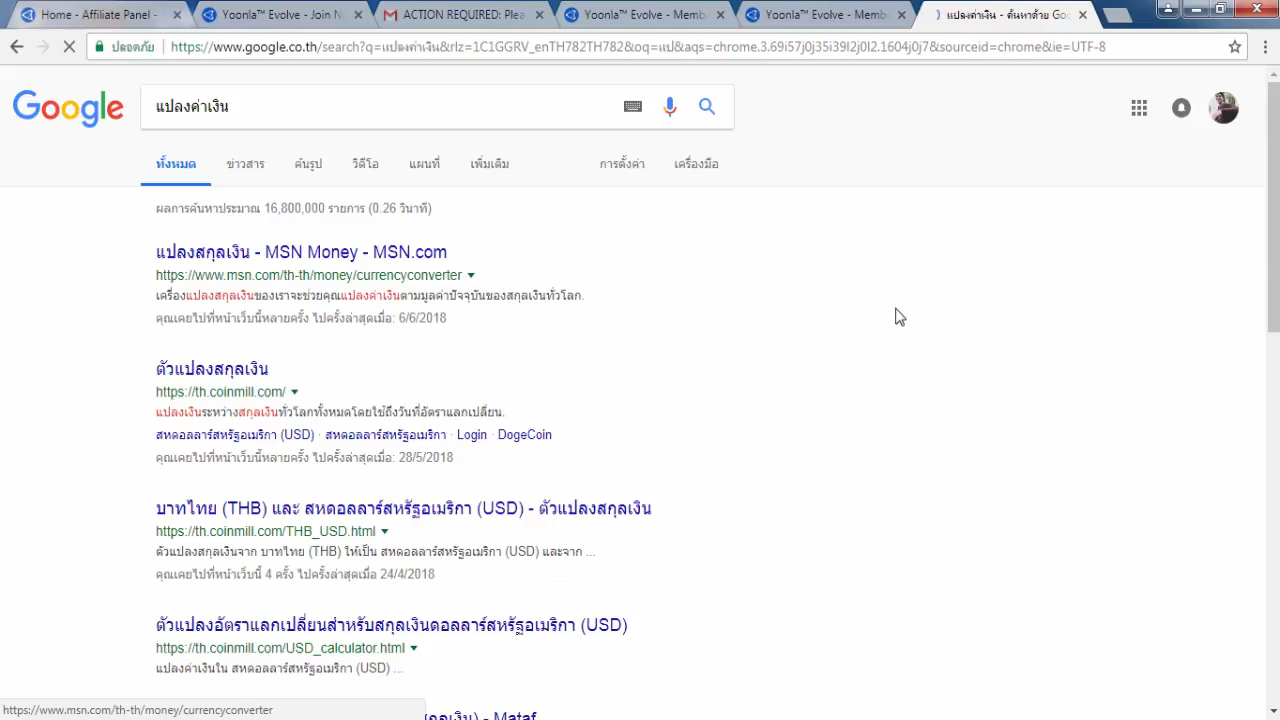 Home - Affiliate Panel -
Yoonla™ Evolve - Join N
ACTION REQUIRED: Plea
Yoonla™ Evolve - Memb
Yoonla™ Evolve - Memb
แปลงค่าเงิน - ค้นหาด้วย Goo
ปลอดภัย
https://www.google.co.th/search?q=แปลงค่าเงิน&rlz=1C1GGRV_enTH782TH782&oq=แป&aqs=chrome.3.69i57j0j35i39l2j0l2.1604j0j7&sourceid=chrome&ie=UTF-8
Google
แปลงค่าเงิน
ทั้งหมด ข่าวสาร ค้นรูป วิดีโอ แผนที่ เพิ่มเติม การตั้งค่า เครื่องมือ
ผลการค้นหาประมาณ 16,800,000 รายการ (0.26 วินาที)
แปลงสกุลเงิน - MSN Money - MSN.com
https://www.msn.com/th-th/money/currencyconverter
เครื่องแปลงสกุลเงินของเราจะช่วยคุณแปลงค่าเงินตามมูลค่าปัจจุบันของสกุลเงินทั่วโลก.
คุณเคยไปที่หน้าเว็บนี้หลายครั้ง ไปครั้งล่าสุดเมื่อ: 6/6/2018
ตัวแปลงสกุลเงิน
https://th.coinmill.com/
แปลงเงินระหว่างสกุลเงินทั่วโลกทั้งหมดโดยใช้ถึงวันที่อัตราแลกเปลี่ยน.
สหดอลลาร์สหรัฐอเมริกา (USD) · สหดอลลาร์สหรัฐอเมริกา · Login · DogeCoin
คุณเคยไปที่หน้าเว็บนี้หลายครั้ง ไปครั้งล่าสุดเมื่อ: 28/5/2018
บาทไทย (THB) และ สหดอลลาร์สหรัฐอเมริกา (USD) - ตัวแปลงสกุลเงิน
https://th.coinmill.com/THB_USD.html
ตัวแปลงสกุลเงินจาก บาทไทย (THB) ให้เป็น สหดอลลาร์สหรัฐอเมริกา (USD) และจาก ...
คุณเคยไปที่หน้าเว็บนี้ 4 ครั้ง ไปครั้งล่าสุดเมื่อ 24/4/2018
ตัวแปลงอัตราแลกเปลี่ยนสำหรับสกุลเงินดอลลาร์สหรัฐอเมริกา (USD)
https://th.coinmill.com/USD_calculator.html
แปลงค่าเงินใน สหดอลลาร์สหรัฐอเมริกา (USD) ...
https://www.msn.com/th-th/money/currencyconverter
กุลเงิน) - Mataf